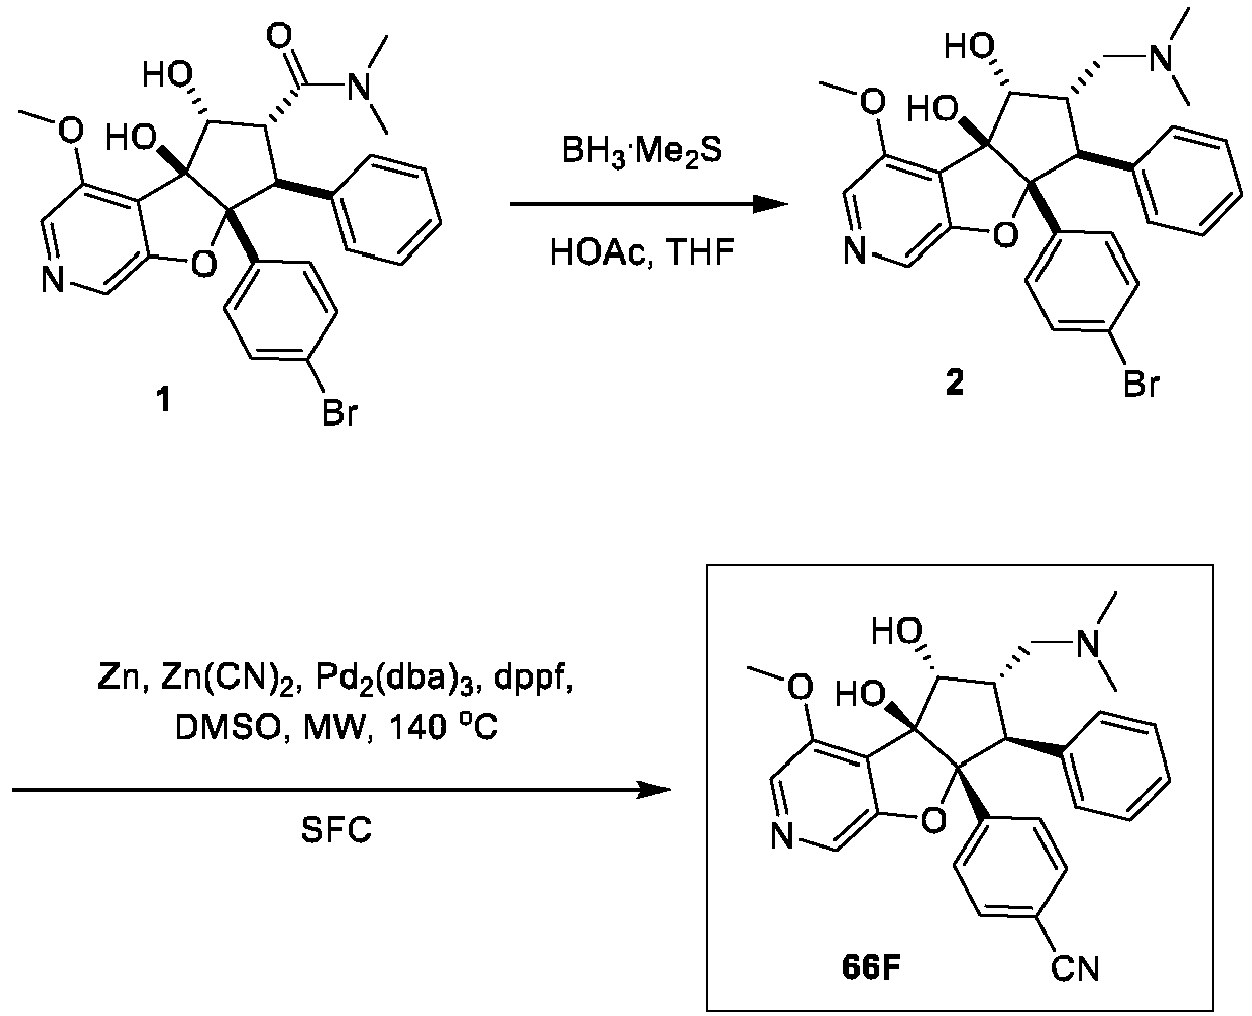 O
HO
N
O
HO
O
N
Br
1
BH₃·Me₂S
HOAc, THF
HO
N
O
HO
O
N
Br
2
Zn, Zn(CN)₂, Pd₂(dba)₃, dppf,
DMSO, MW, 140 ⁰C
SFC
HO
N
O
HO
O
N
CN
66F